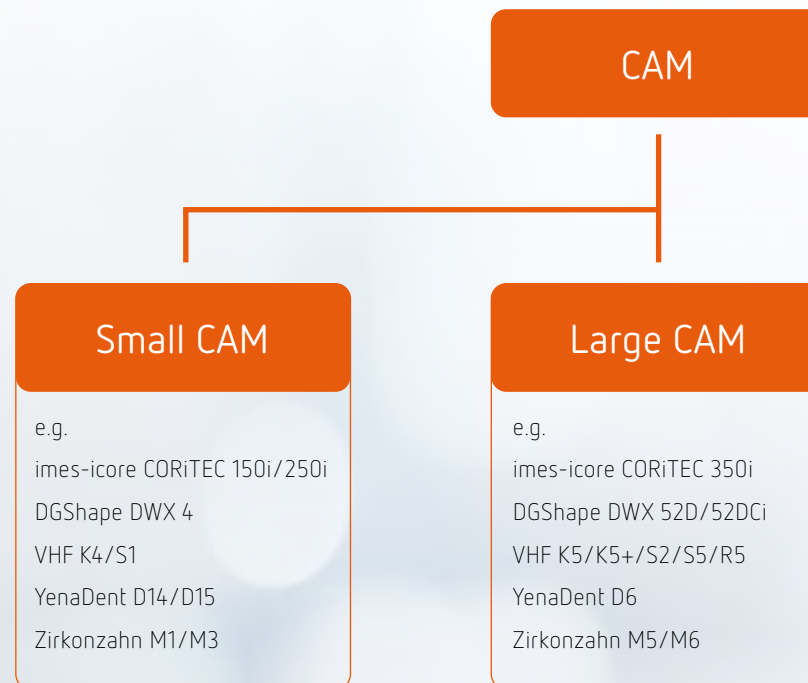 CAM
Small CAM
e.g.
imes-icore CORiTEC 150i/250i
DGShape DWX 4
VHF K4/S1
YenaDent D14/D15
Zirkonzahn M1/M3
Large CAM
e.g.
imes-icore CORiTEC 350i
DGShape DWX 52D/52DCi
VHF K5/K5+/S2/S5/R5
YenaDent D6
Zirkonzahn M5/M6